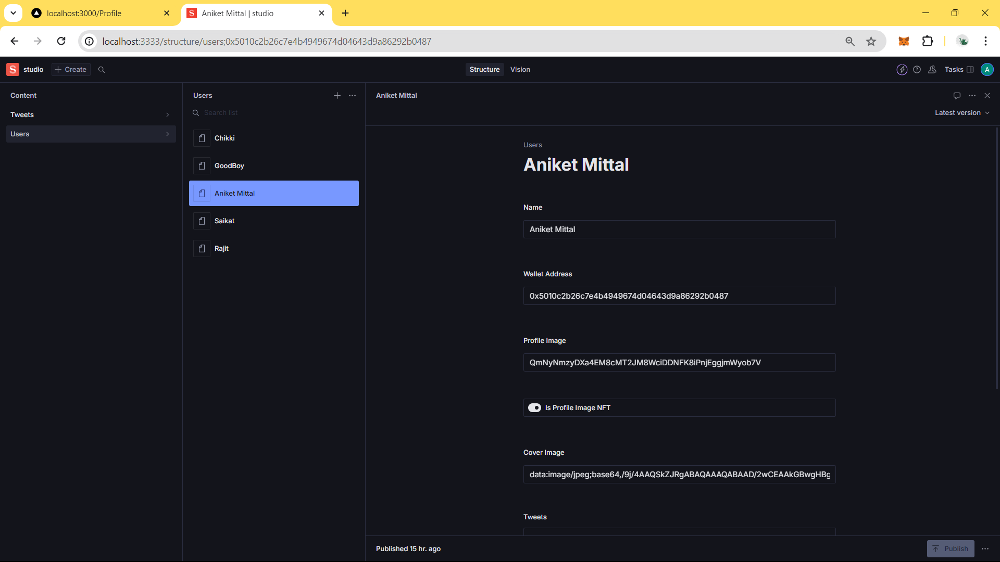 localhost:3000/Profile
Aniket Mittal | studio
localhost:3333/structure/users;0x5010c2b26c7e4b4949674d04643d9a86292b0487
S studio
Create
Structure
Vision
Tasks
A
Content
Tweets
Users
Users
Search list
Chikki
GoodBoy
Aniket Mittal
Saikat
Rajit
Aniket Mittal
Latest version
Users
Aniket Mittal
Name
Aniket Mittal
Wallet Address
0x5010c2b26c7e4b4949674d04643d9a86292b0487
Profile Image
QmNyNmzyDXa4EM8cMT2JM8WciDDNFK8iPnjEggjmWyob7V
Is Profile Image NFT
Cover Image
data:image/jpeg;base64,/9j/4AAQSkZJRgABAQAAAQABAAD/2wCEAAkGBwgHBg
Tweets
Published 15 hr. ago
Publish